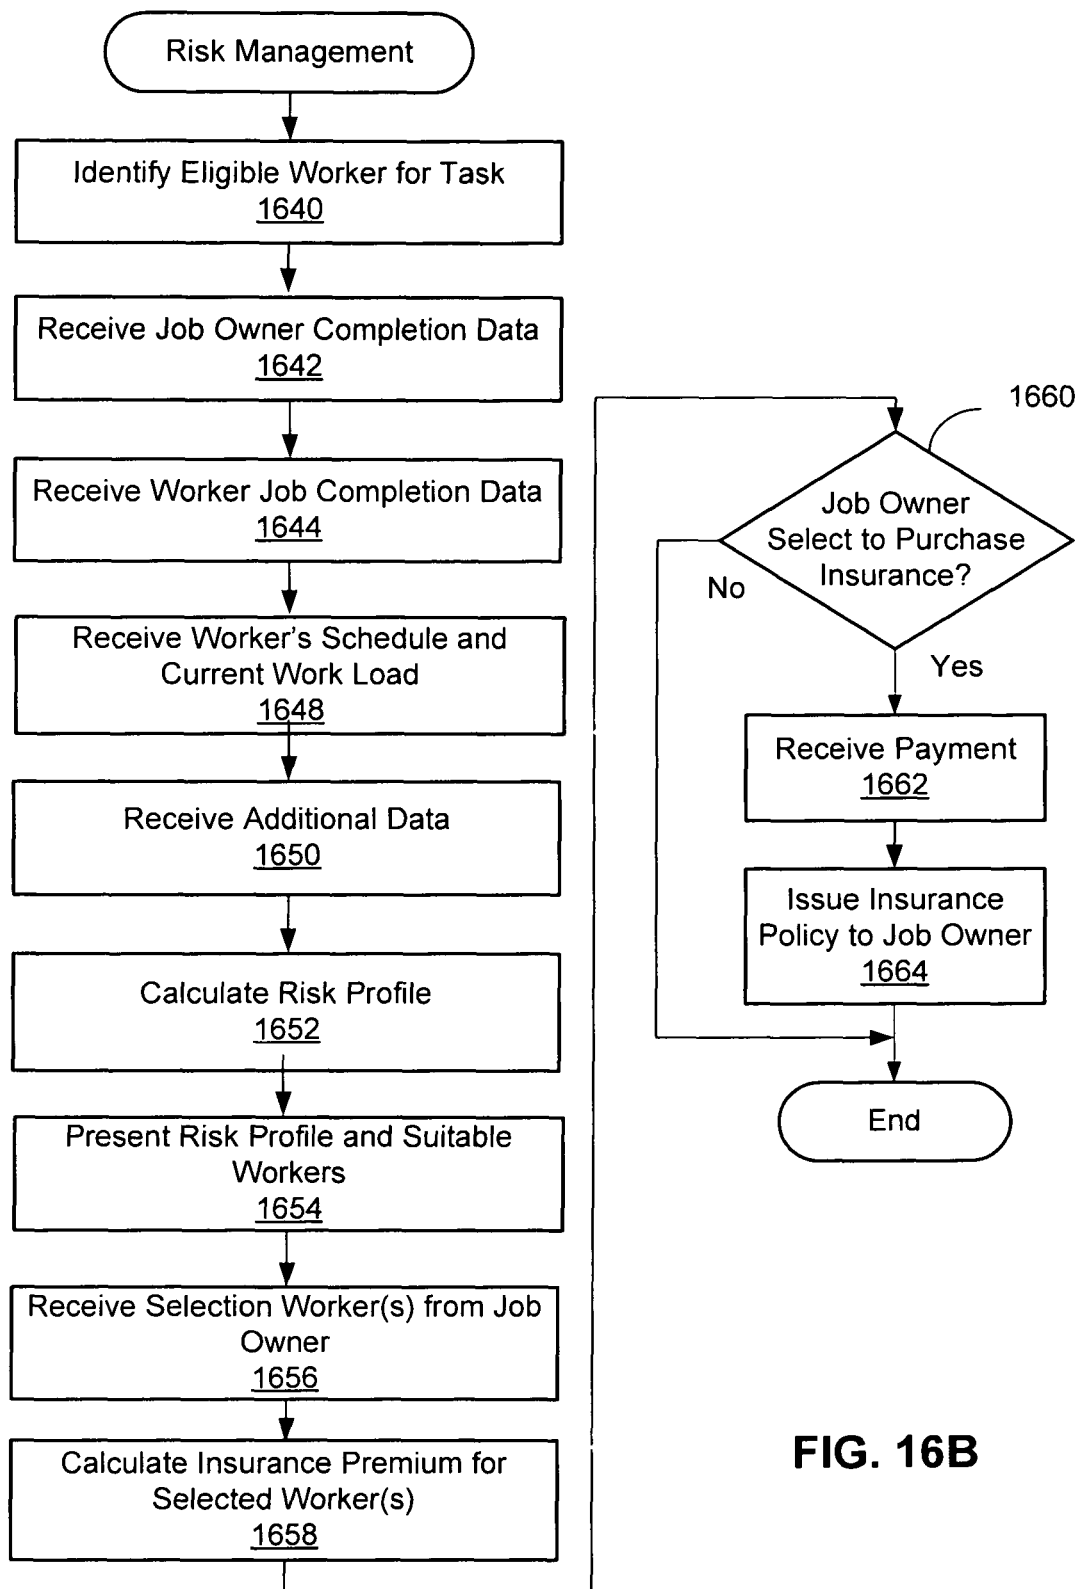 Risk Management
Identify Eligible Worker for Task
1640
Receive Job Owner Completion Data
1642
Receive Worker Job Completion Data
1644
Receive Worker's Schedule and
Current Work Load
1648
Receive Additional Data
1650
Calculate Risk Profile
1652
Present Risk Profile and Suitable
Workers
1654
Receive Selection Worker(s) from Job
Owner
1656
Calculate Insurance Premium for
Selected Worker(s)
1658
1660
Job Owner
Select to Purchase
Insurance?
No
Yes
Receive Payment
1662
Issue Insurance
Policy to Job Owner
1664
End
FIG. 16B